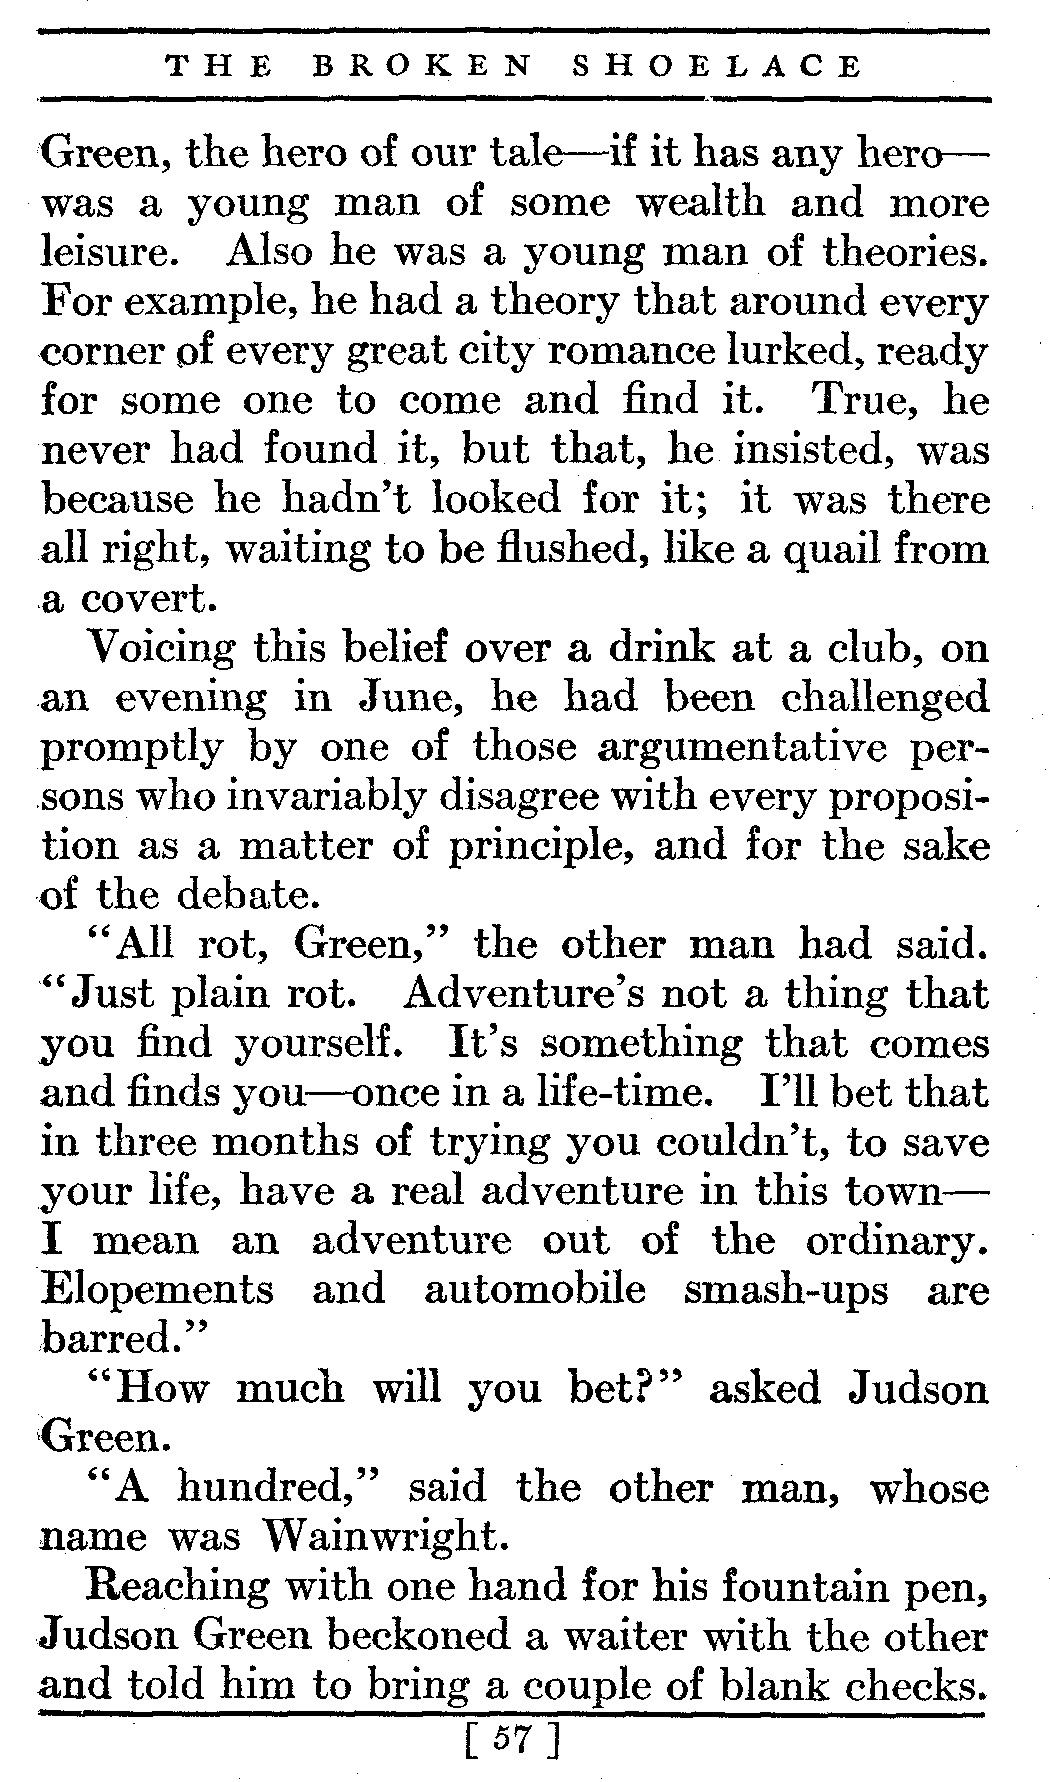 THE BROKEN SHOELACE
Green, the hero of our tale—if it has any hero—
was a young man of some wealth and more
leisure. Also he was a young man of theories.
For example, he had a theory that around every
corner of every great city romance lurked, ready
for some one to come and find it. True, he
never had found it, but that, he insisted, was
because he hadn't looked for it; it was there
all right, waiting to be flushed, like a quail from
a covert.
Voicing this belief over a drink at a club, on
an evening in June, he had been challenged
promptly by one of those argumentative per-
sons who invariably disagree with every proposi-
tion as a matter of principle, and for the sake
of the debate.
“All rot, Green,” the other man had said.
“Just plain rot. Adventure's not a thing that
you find yourself. It's something that comes
and finds you—once in a life-time. I'll bet that
in three months of trying you couldn't, to save
your life, have a real adventure in this town—
I mean an adventure out of the ordinary.
Elopements and automobile smash-ups are
barred.”
“How much will you bet?” asked Judson
Green.
“A hundred,” said the other man, whose
name was Wainwright.
Reaching with one hand for his fountain pen,
Judson Green beckoned a waiter with the other
and told him to bring a couple of blank checks.
[ 57 ]